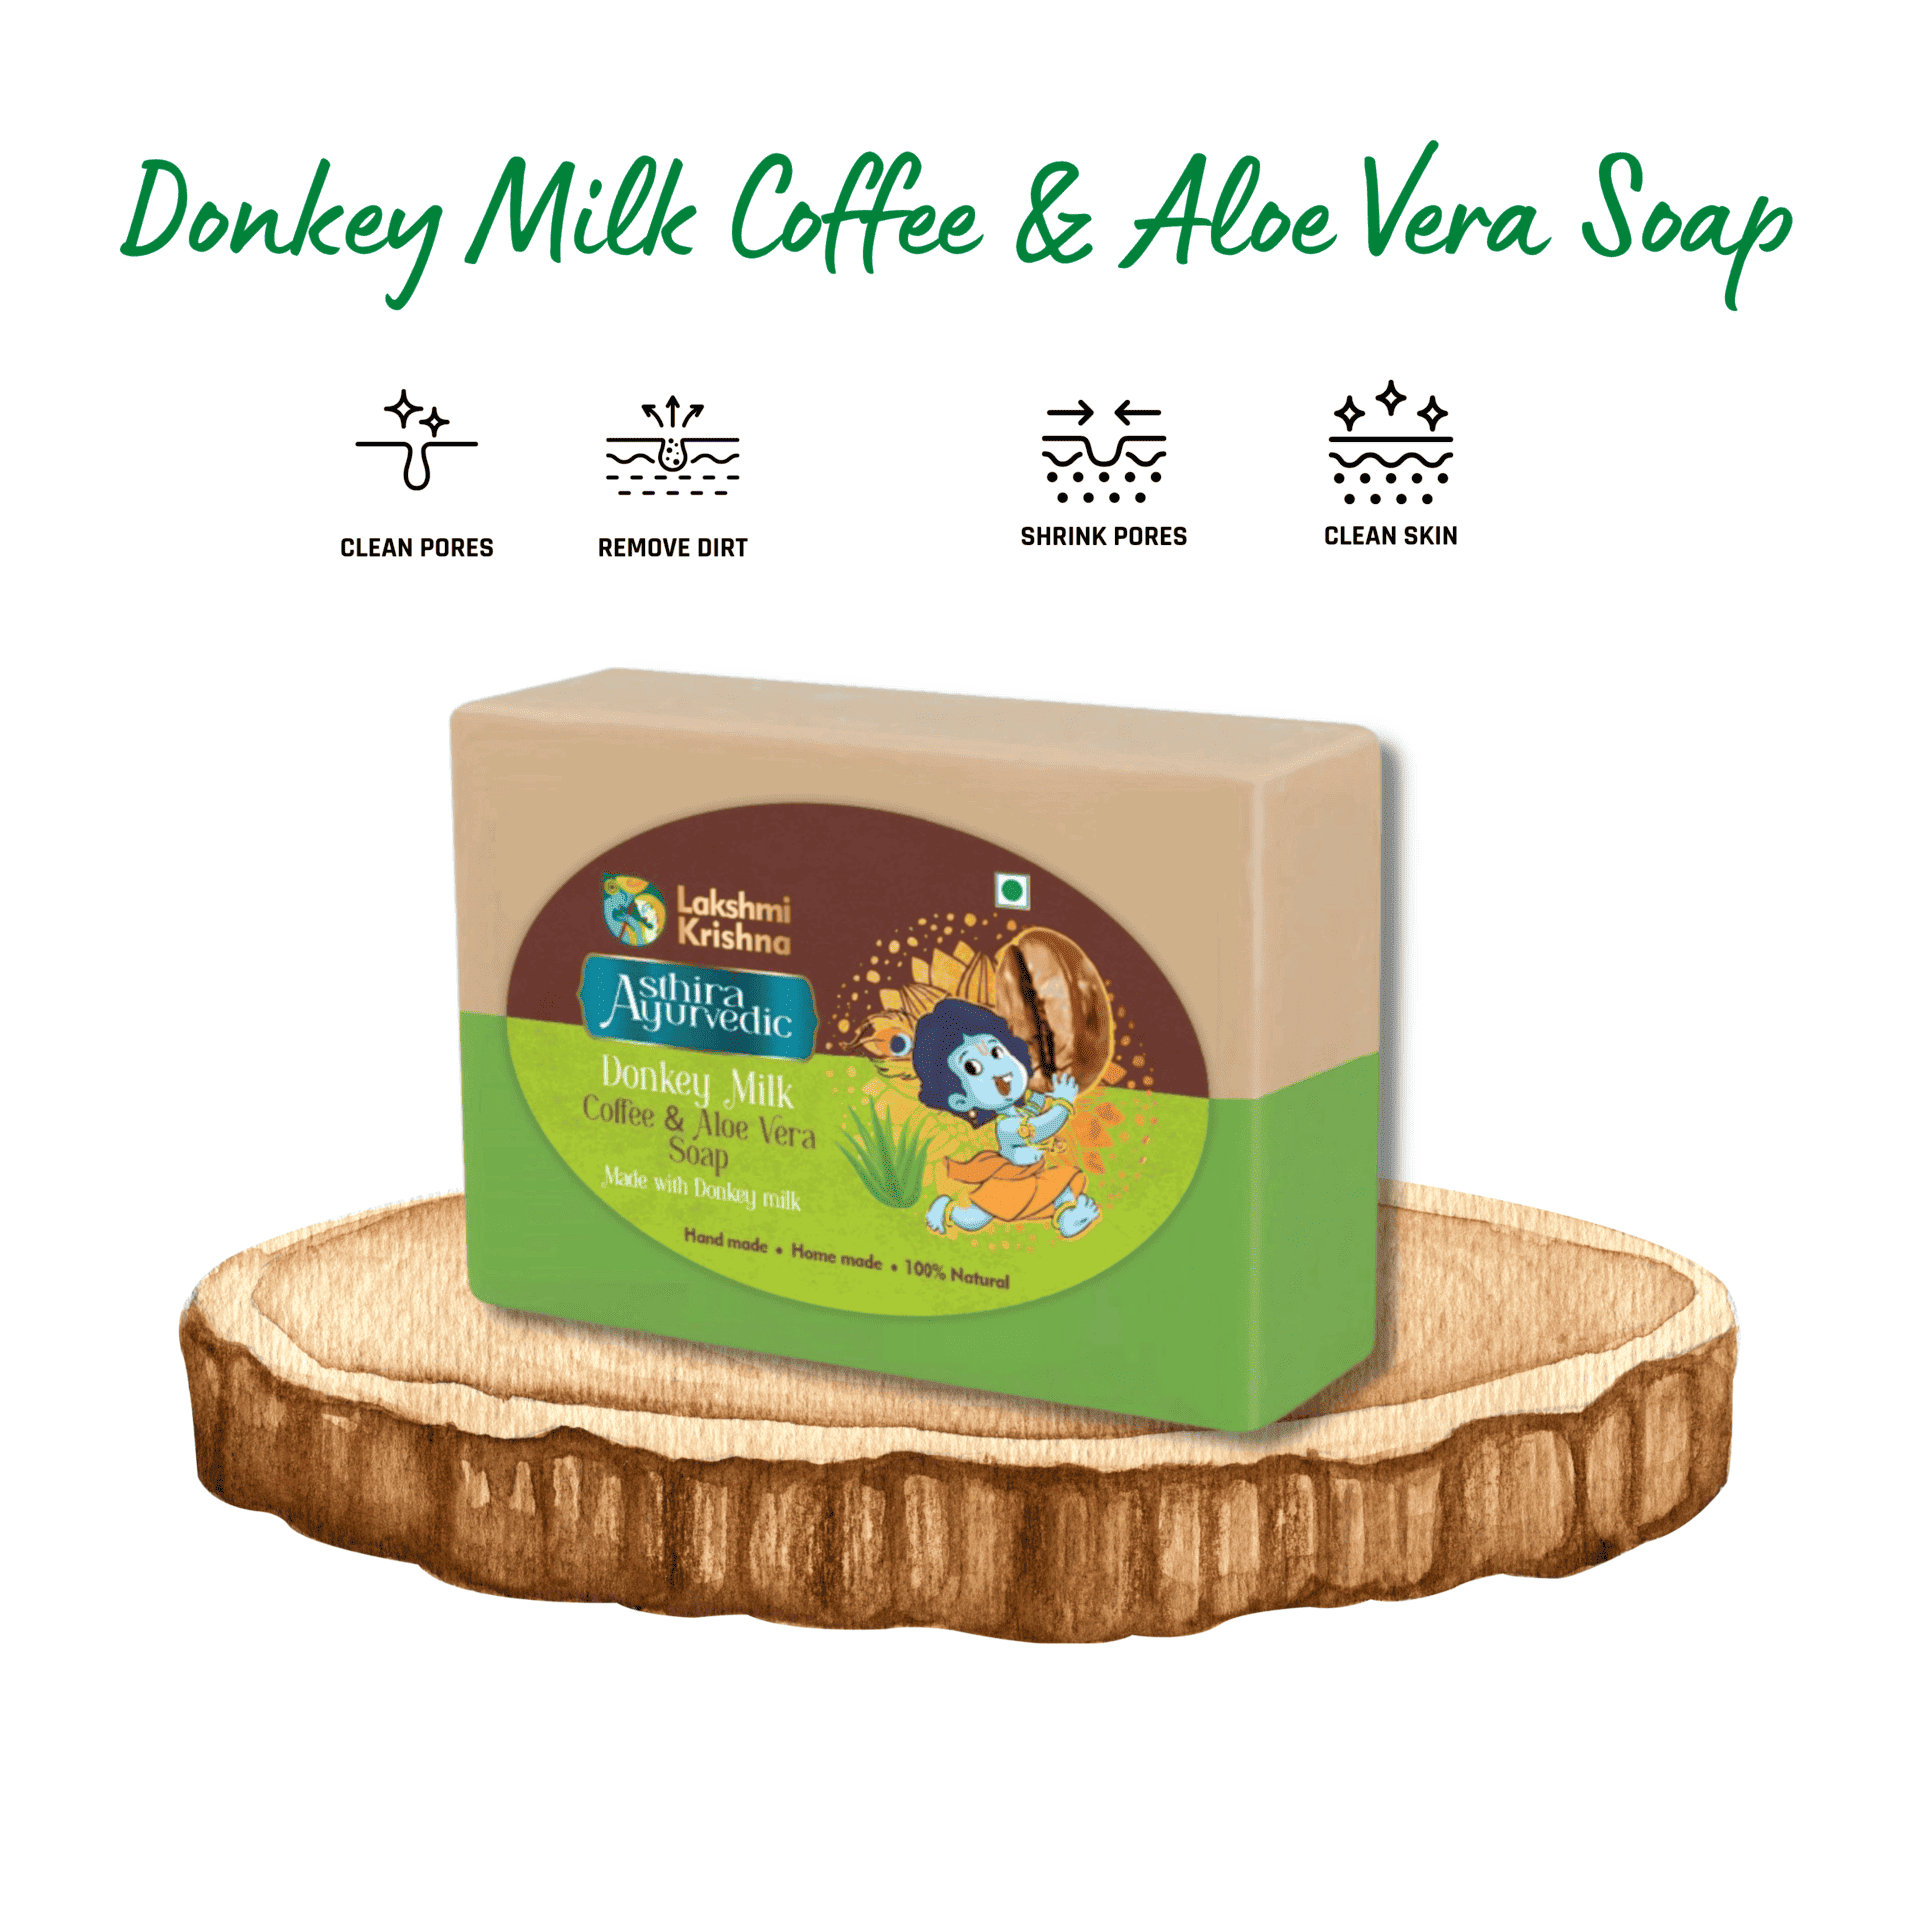 Donkey Milk Coffee & Aloe Vera Soap
CLEAN PORES
REMOVE DIRT
SHRINK PORES
CLEAN SKIN
Lakshmi
Krishna
Asthira
Ayurvedic
Donkey Milk
Coffee & Aloe Vera
Soap
Made with Donkey milk
Hand made • Home made • 100% Natural